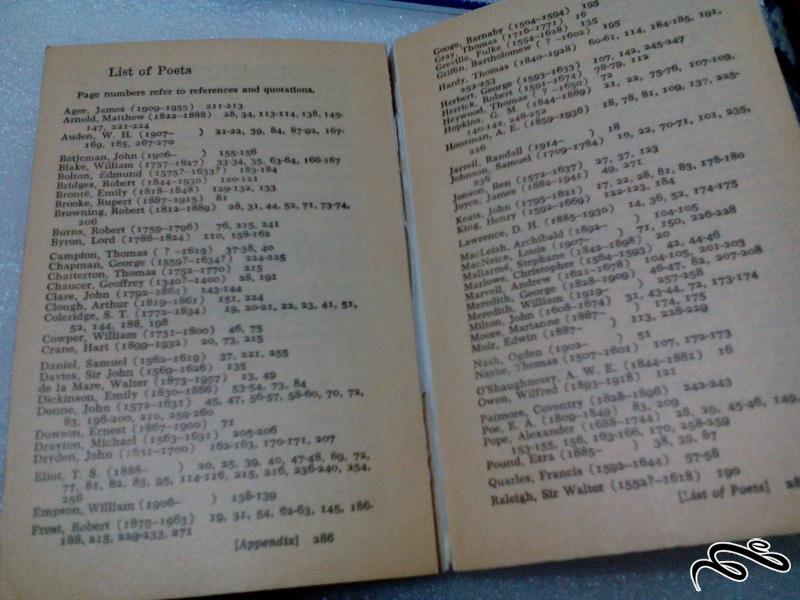 List of Poets
Page numbers refer to references and quotations.
Agee, James (1909–1955) 211-213
Arnold, Matthew (1822–1888) 28, 34, 113-114, 138, 145-
147, 221-224
Auden, W. H. (1907– ) 21-22, 39, 84, 87-92, 167-
169, 185, 267-270
Betjeman, John (1906– ) 155-156
Blake, William (1757–1827) 33-34, 35, 63-64, 166-167
Bolton, Edmund (1575?–1633?) 183-184
Bridges, Robert (1844–1930) 120-121
Brontë, Emily (1818–1848) 129-132, 133
Brooke, Rupert (1887–1915) 81
Browning, Robert (1812–1889) 28, 31, 44, 52, 71, 73-74,
206
Burns, Robert (1759–1796) 76, 215, 241
Byron, Lord (1788–1824) 110, 158-162
Campion, Thomas ( ? –1619) 37-38, 40
Chapman, George (1559?–1634?) 224-225
Chatterton, Thomas (1752–1770) 215
Chaucer, Geoffrey (1340?–1400) 28, 191
Clare, John (1792–1864) 143-144
Clough, Arthur (1819–1861) 151, 224
Coleridge, S. T. (1772–1834) 19, 20-21, 22, 23, 41, 51,
52, 144, 188, 198
Cowper, William (1731–1800) 46, 75
Crane, Hart (1899–1932) 20, 73, 215
Daniel, Samuel (1562–1619) 37, 221, 255
Davies, Sir John (1569–1626) 135
de la Mare, Walter (1873–1957) 13, 49
Dickinson, Emily (1830–1886) 53-54, 73, 84
Donne, John (1572–1631) 45, 47, 56-57, 58-60, 70, 72,
83, 198-200, 210, 259-260
Dowson, Ernest (1867–1900) 71
Drayton, Michael (1563–1631) 205-206
Dryden, John (1631–1700) 162-163, 170-171, 207
Eliot, T. S. (1888– ) 20, 25, 39, 40, 47-48, 69, 72,
77, 81, 82, 83, 95, 114-116, 215, 216, 236-240, 254,
256
Empson, William (1906– ) 138-139
Frost, Robert (1875–1963) 19, 31, 54, 62-63, 145, 186-
188, 215, 229-233, 271
[Appendix] 286
Googe, Barnaby (1504–1594) 195
Gray, Thomas (1716–1771) 16
Greville, Fulke (1554–1628) 135
Griffin, Bartholomew ( ? –1602) 195
Hardy, Thomas (1840–1928) 60-61, 114, 184-185, 191,
252-253
Herbert, George (1593–1633) 107, 142, 245-247
Herrick, Robert (1591–1674) 78-79, 112
Heywood, Thomas ( ? –1650) 72
Hopkins, G. M. (1844–1889) 21, 22, 75-76, 107-109,
140-142, 248-252
Housman, A. E. (1859–1936) 18, 78, 81, 109, 137, 225-
226
Jarrell, Randall (1914– ) 18
Johnson, Samuel (1709–1784) 10, 22, 70-71, 101, 235,
236
Jonson, Ben (1572–1637) 27, 37, 123
Joyce, James (1882–1941) 49, 271
Keats, John (1795–1821) 17, 22, 28, 81, 83, 178-180
King, Henry (1592–1669) 122-123, 184
Lawrence, D. H. (1885–1930) 14, 36, 52, 174-175
MacLeish, Archibald (1892– ) 104-105
MacNeice, Louis (1907– ) 71, 150, 226-228
Mallarmé, Stephane (1842–1898) 20
Marlowe, Christopher (1564–1593) 42, 44-46
Marvell, Andrew (1621–1678) 104-105, 201-203
Meredith, George (1828–1909) 46-47, 82, 207-208
Meredith, William (1919– ) 257-258
Milton, John (1608–1674) 31, 43-44, 72, 173-174
Moore, Marianne (1887– ) 174, 175
Muir, Edwin (1887– ) 113, 228-229
Nash, Ogden (1902– ) 51
Nashe, Thomas (1507–1601) 107, 172-173
O'Shaughnessy, A. W. E. (1844–1881) 16
Owen, Wilfred (1893–1918) 121
Patmore, Coventry (1828–1896) 242-243
Poe, E. A. (1809–1849) 83, 209
Pope, Alexander (1688–1744) 28, 29, 45-46, 149,
153-155, 156, 163-166, 170, 258-259
Pound, Ezra (1885– ) 38, 39, 87
Quarles, Francis (1592–1644) 57-58
Raleigh, Sir Walter (1552?–1618) 190
[List of Poets]